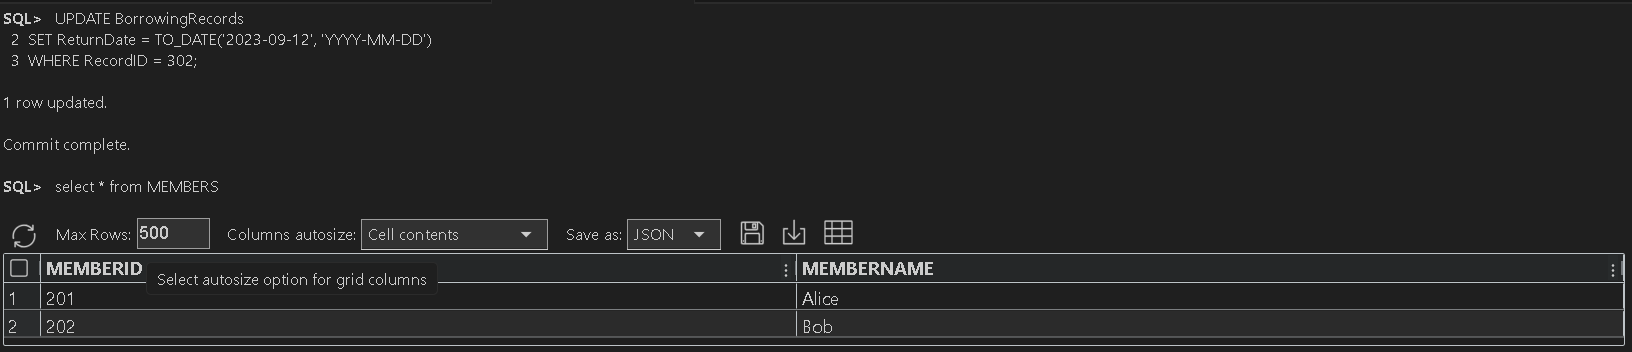 SQL> UPDATE BorrowingRecords
2 SET ReturnDate = TO_DATE('2023-09-12', 'YYYY-MM-DD')
3 WHERE RecordID = 302;
1 row updated.
Commit complete.
SQL> select * from MEMBERS
Max Rows: 500 Columns autosize: Cell contents Save as: JSON
MEMBERID MEMBERNAME
Select autosize option for grid columns
1 201 Alice
2 202 Bob